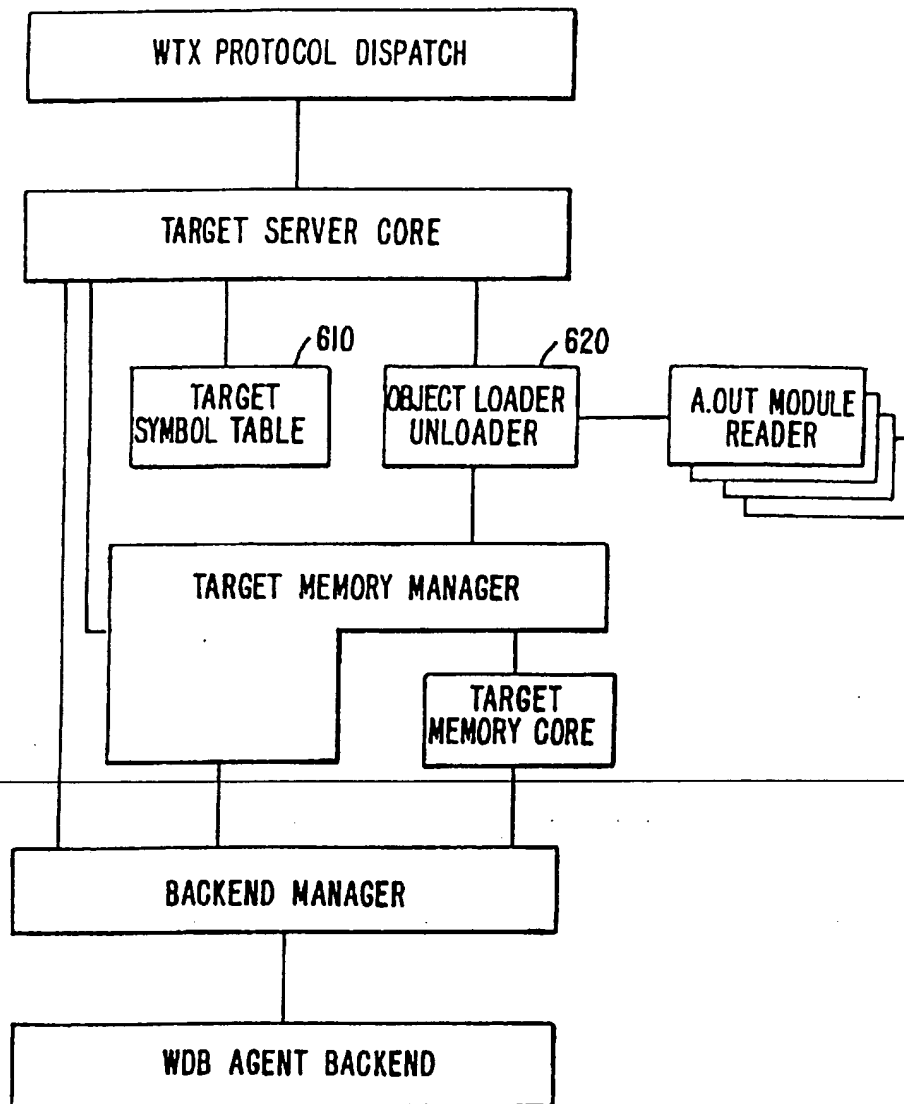 WTX PROTOCOL DISPATCH
TARGET SERVER CORE
610
620
TARGET
SYMBOL TABLE
OBJECT LOADER
UNLOADER
A.OUT MODULE
READER
TARGET MEMORY MANAGER
TARGET
MEMORY CORE
BACKEND MANAGER
WDB AGENT BACKEND